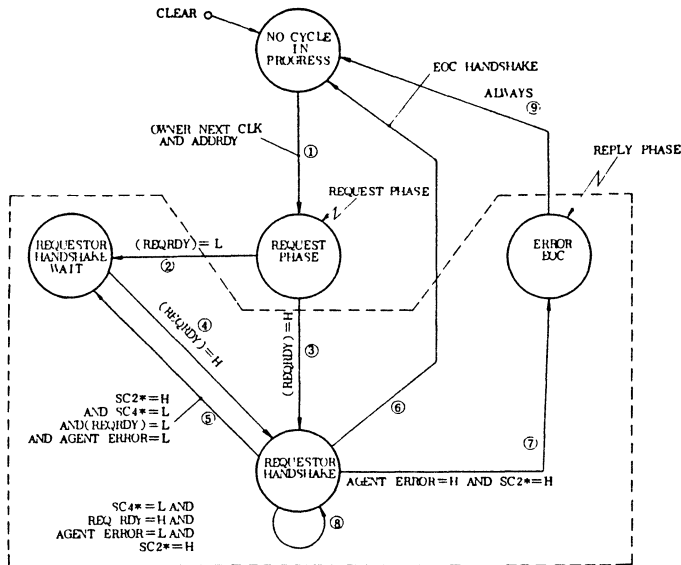 CLEAR
NO CYCLE
IN
PROGRESS
EOC HANDSHAKE
ALWAYS
⑨
OWNER NEXT CLK
AND ADDRDY
①
REPLY PHASE
REQUEST PHASE
REQUESTOR
HANDSHAKE
WAIT
(REQRDY)= L
②
REQUEST
PHASE
ERROR
EOC
④
(REQRDY)=H
(REQRDY)=H
③
SC2*=H
AND SC4*=L
AND(REQRDY)=L
AND AGENT ERROR=L
⑤
⑥
⑦
REQUESTOR
HANDSHAKE
AGENT ERROR=H AND SC2*=H
SC4*=L AND
REQ RDY=H AND
AGENT ERROR=L AND
SC2*=H
⑧